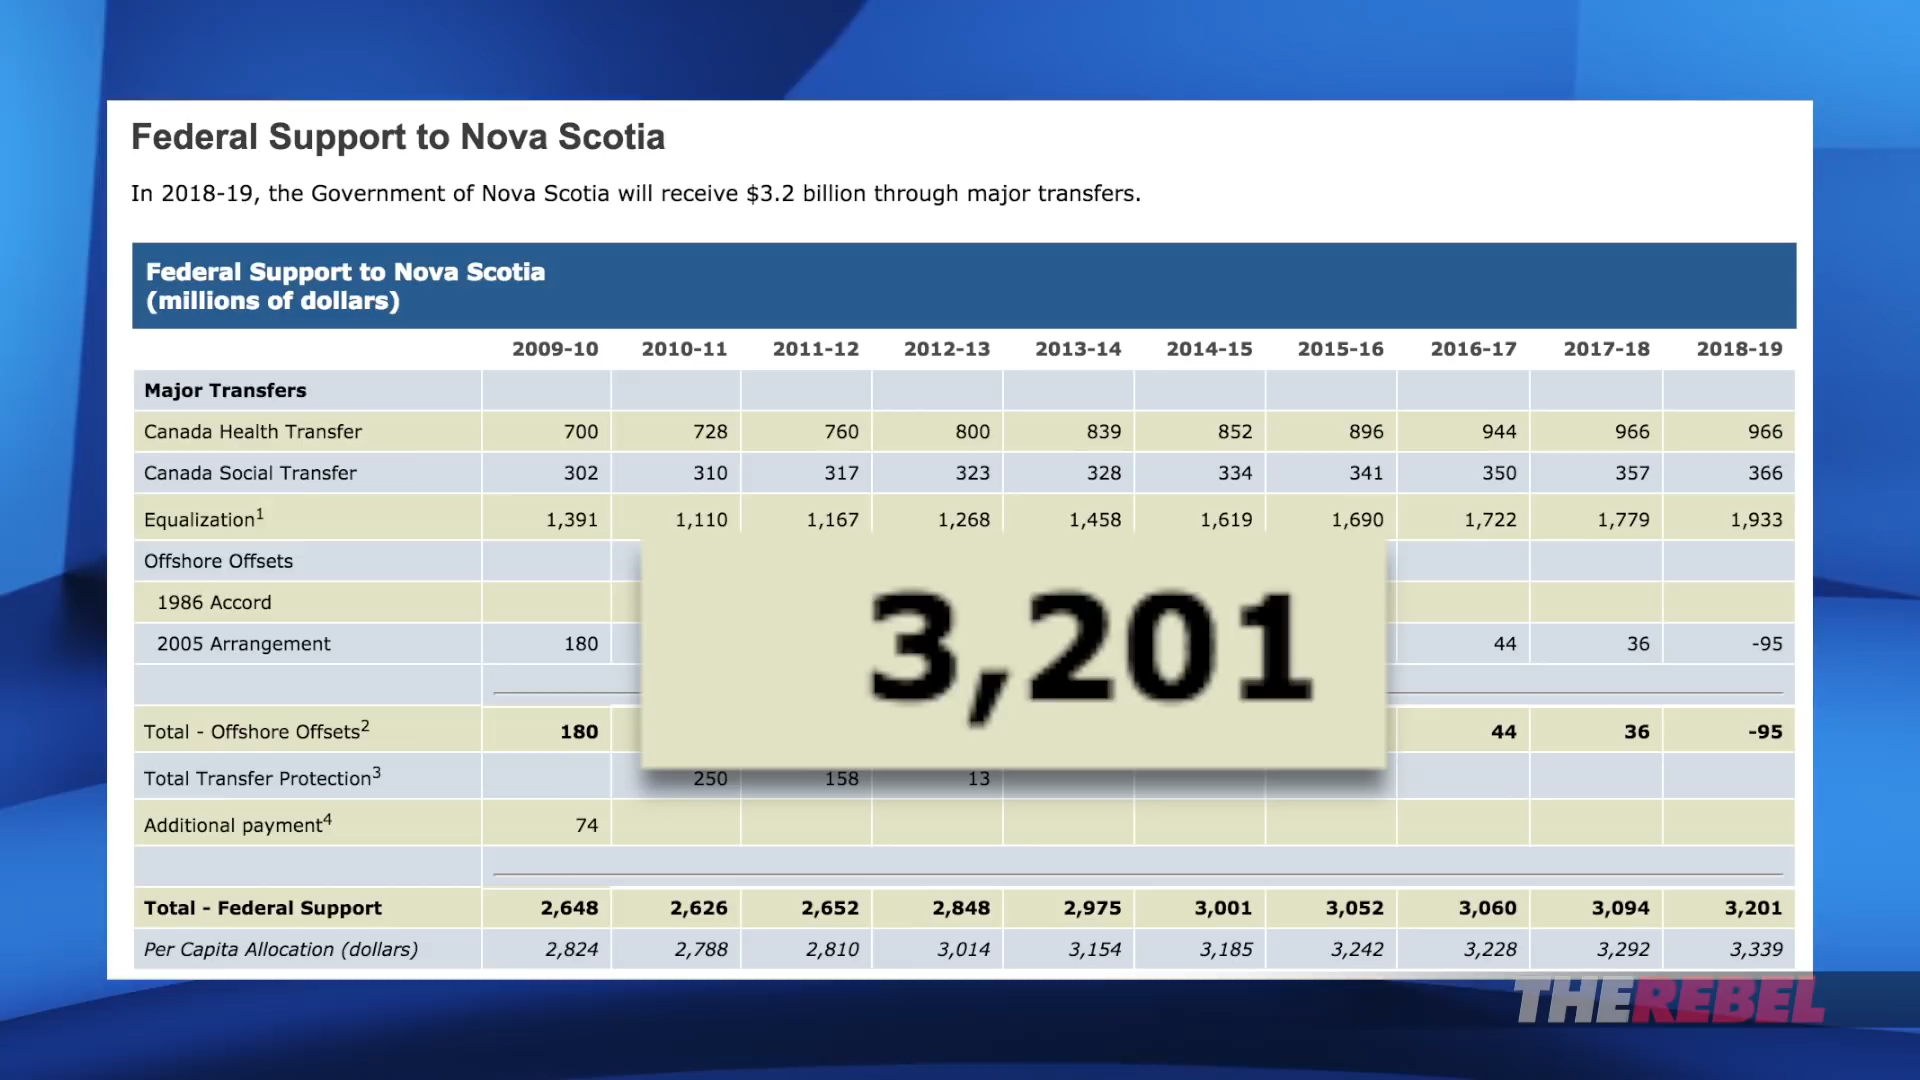 Federal Support to Nova Scotia
In 2018-19, the Government of Nova Scotia will receive $3.2 billion through major transfers.
Federal Support to Nova Scotia
(millions of dollars)
2009-10 2010-11 2011-12 2012-13 2013-14 2014-15 2015-16 2016-17 2017-18 2018-19
Major Transfers
Canada Health Transfer 700 728 760 800 839 852 896 944 966 966
Canada Social Transfer 302 310 317 323 328 334 341 350 357 366
Equalization1 1,391 1,110 1,167 1,268 1,458 1,619 1,690 1,722 1,779 1,933
Offshore Offsets
1986 Accord
2005 Arrangement 180 44 36 -95
3,201
Total - Offshore Offsets2 180 44 36 -95
Total Transfer Protection3 250 158 13
Additional payment4 74
Total - Federal Support 2,648 2,626 2,652 2,848 2,975 3,001 3,052 3,060 3,094 3,201
Per Capita Allocation (dollars) 2,824 2,788 2,810 3,014 3,154 3,185 3,242 3,228 3,292 3,339
THEREBEL